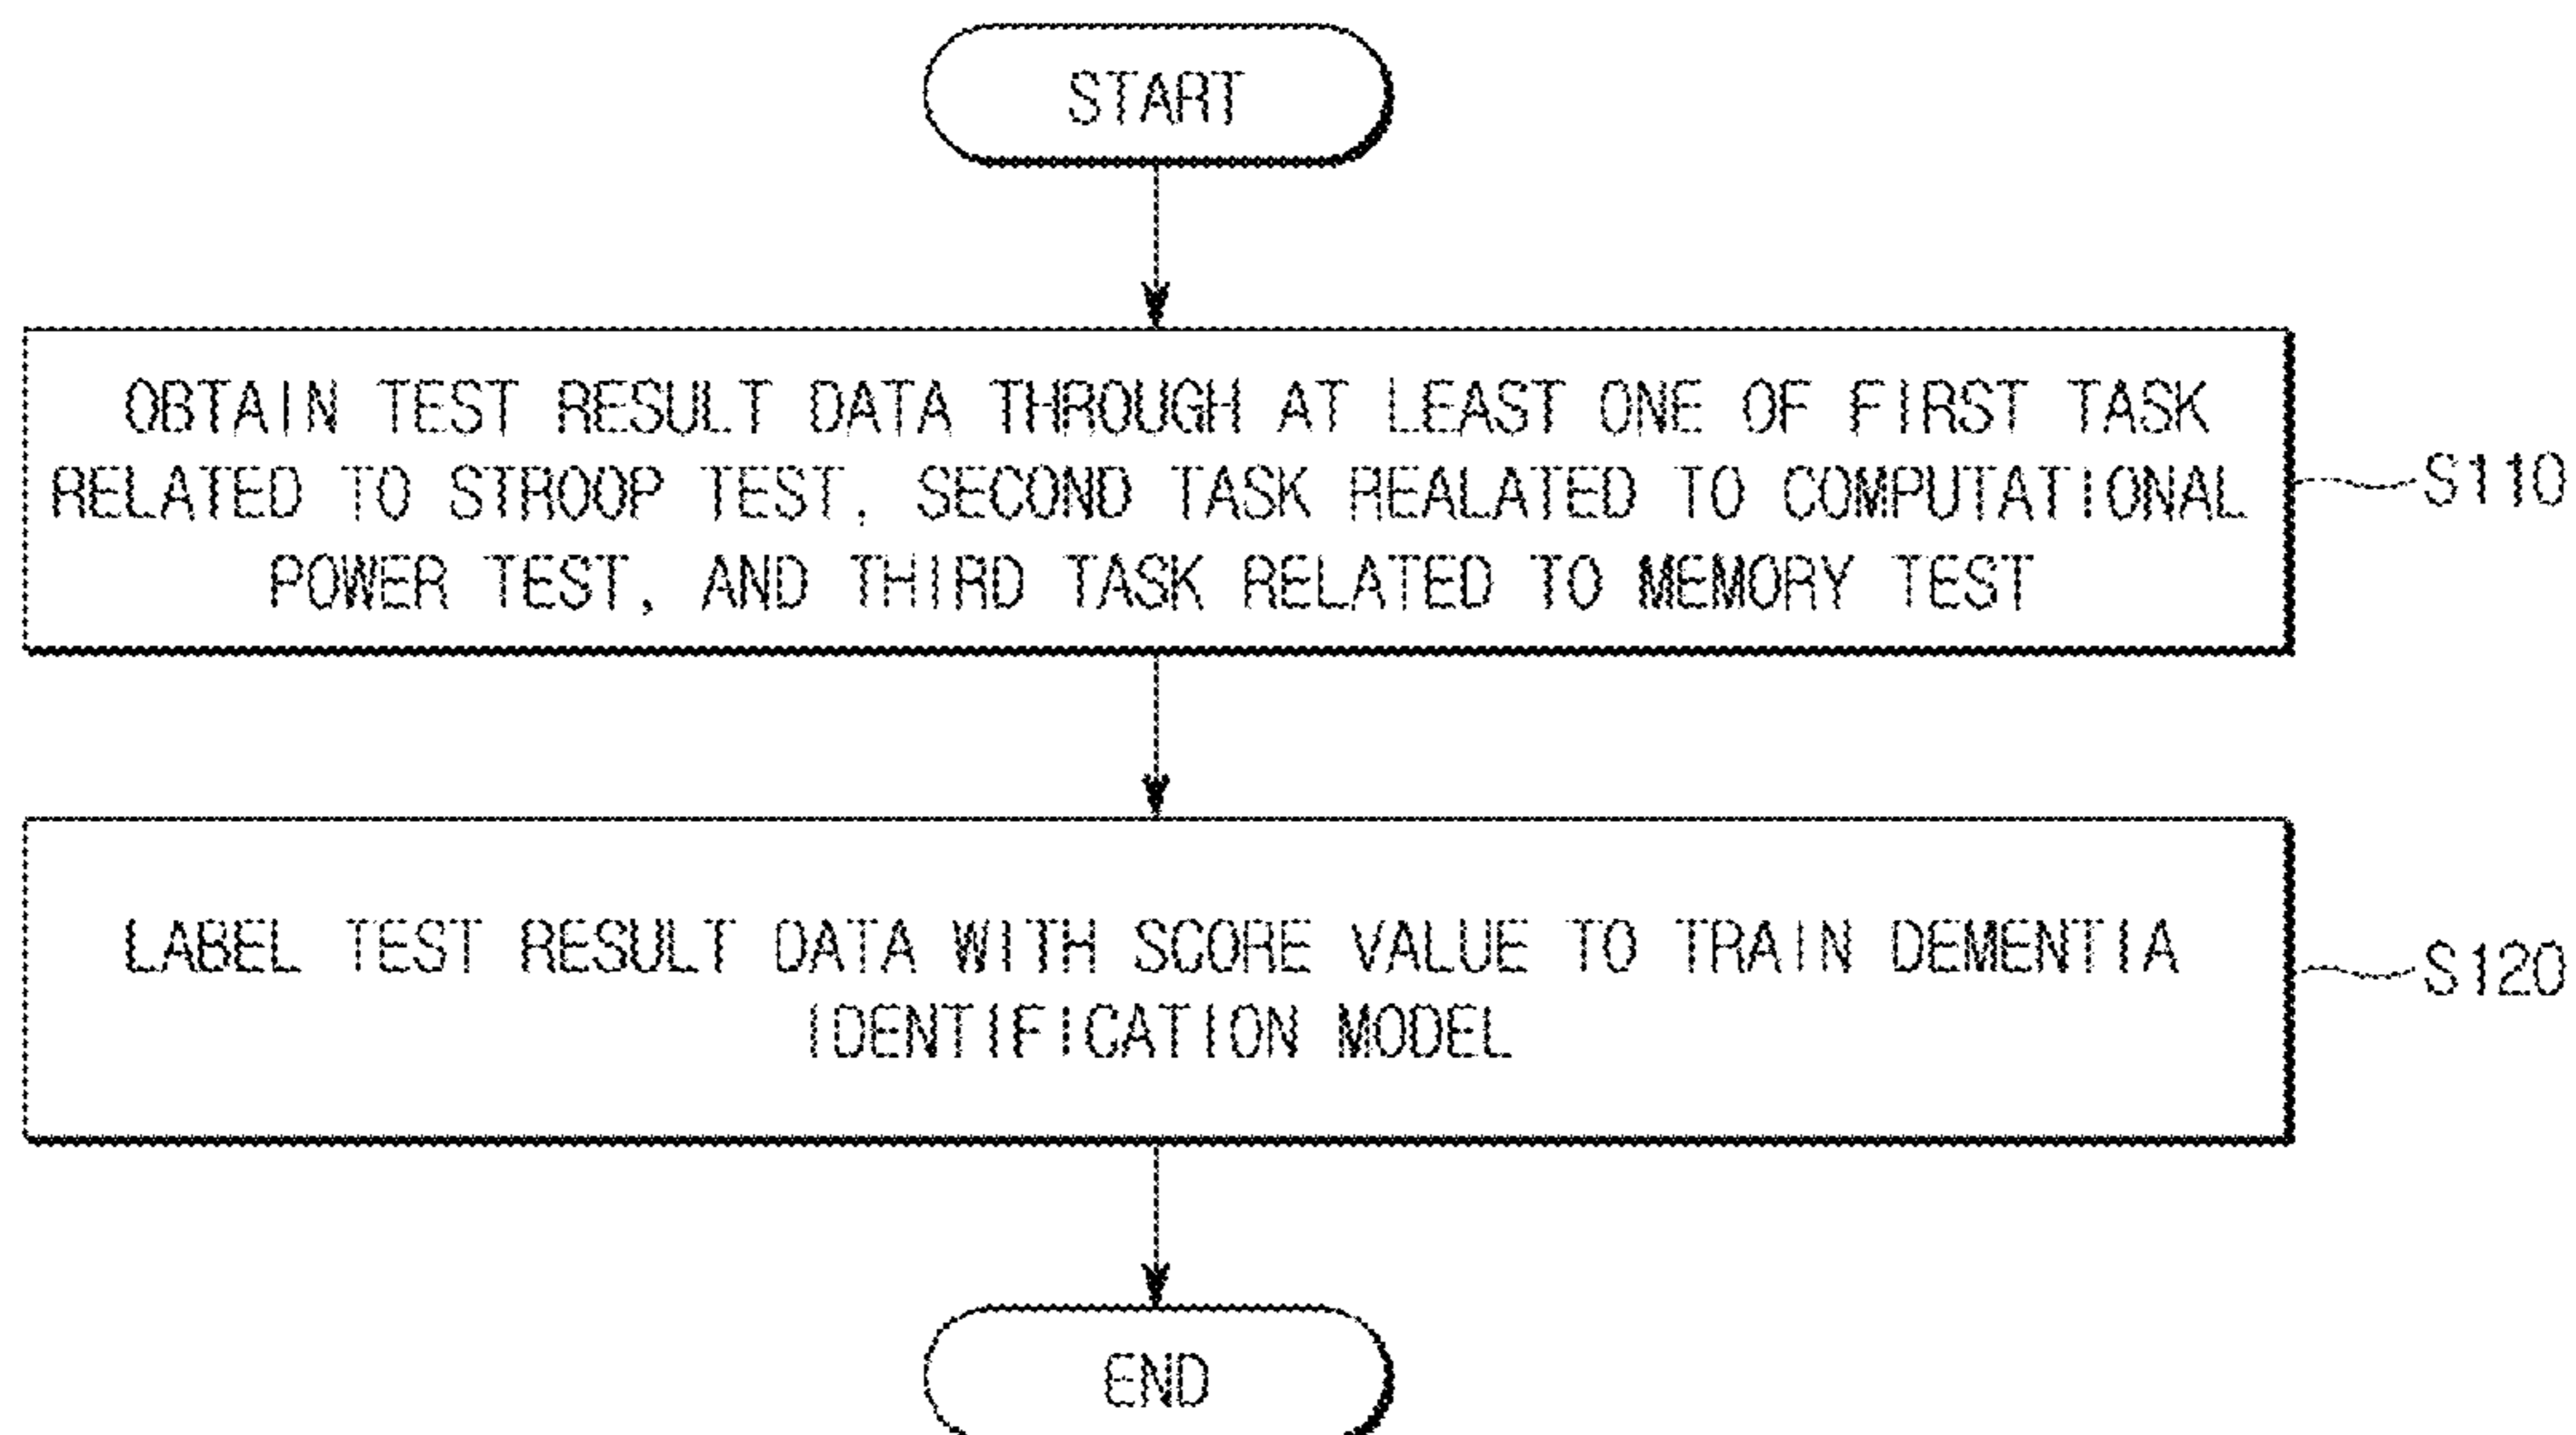 START
OBTAIN TEST RESULT DATA THROUGH AT LEAST ONE OF FIRST TASK
RELATED TO STROOP TEST, SECOND TASK REALATED TO COMPUTATIONAL
POWER TEST, AND THIRD TASK RELATED TO MEMORY TEST
S110
LABEL TEST RESULT DATA WITH SCORE VALUE TO TRAIN DEMENTIA
IDENTIFICATION MODEL
S120
END